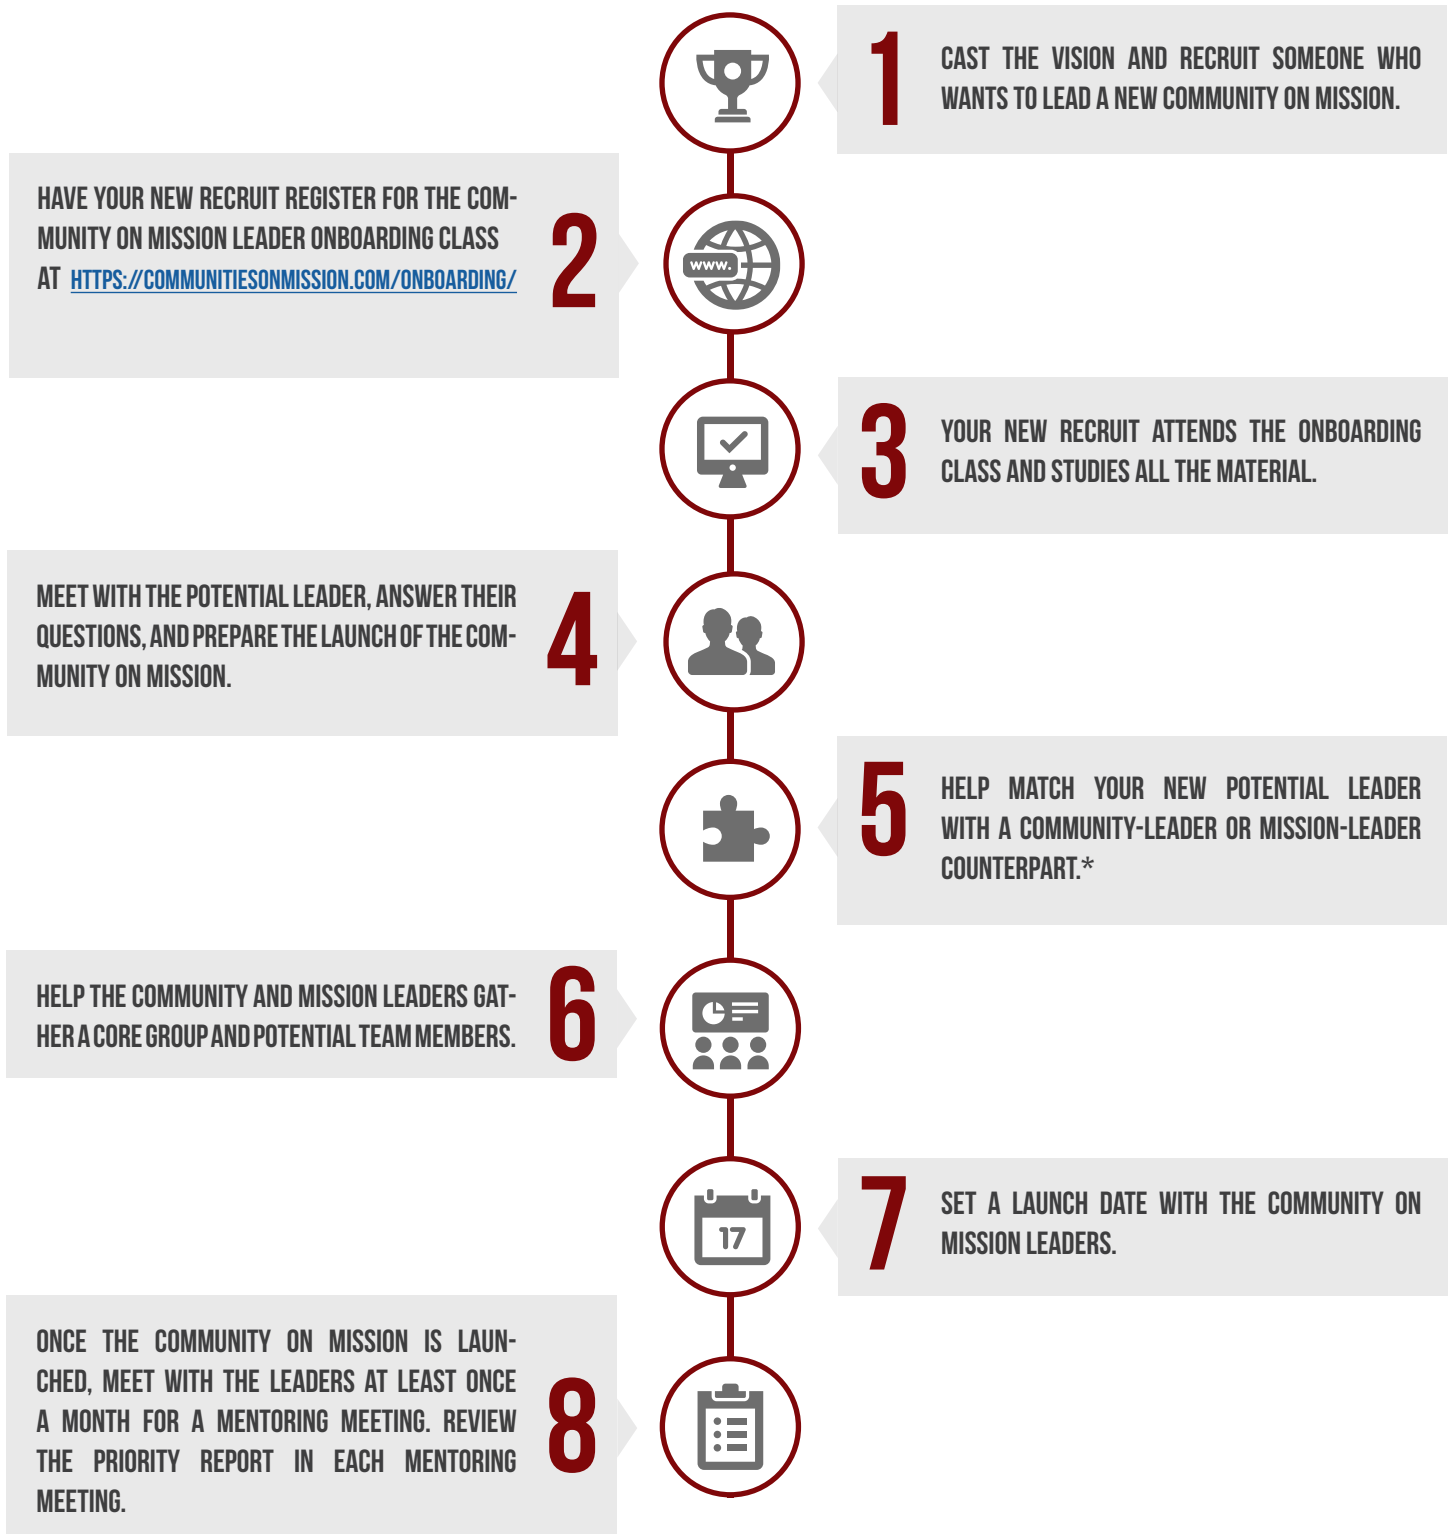 1
CAST THE VISION AND RECRUIT SOMEONE WHO
WANTS TO LEAD A NEW COMMUNITY ON MISSION.
HAVE YOUR NEW RECRUIT REGISTER FOR THE COM-
MUNITY ON MISSION LEADER ONBOARDING CLASS
AT HTTPS://COMMUNITIESONMISSION.COM/ONBOARDING/
2
www.
3
YOUR NEW RECRUIT ATTENDS THE ONBOARDING
CLASS AND STUDIES ALL THE MATERIAL.
MEET WITH THE POTENTIAL LEADER, ANSWER THEIR
QUESTIONS, AND PREPARE THE LAUNCH OF THE COM-
MUNITY ON MISSION.
4
5
HELP MATCH YOUR NEW POTENTIAL LEADER
WITH A COMMUNITY-LEADER OR MISSION-LEADER
COUNTERPART.*
HELP THE COMMUNITY AND MISSION LEADERS GAT-
HER A CORE GROUP AND POTENTIAL TEAM MEMBERS.
6
17
7
SET A LAUNCH DATE WITH THE COMMUNITY ON
MISSION LEADERS.
ONCE THE COMMUNITY ON MISSION IS LAUN-
CHED, MEET WITH THE LEADERS AT LEAST ONCE
A MONTH FOR A MENTORING MEETING. REVIEW
THE PRIORITY REPORT IN EACH MENTORING
MEETING.
8